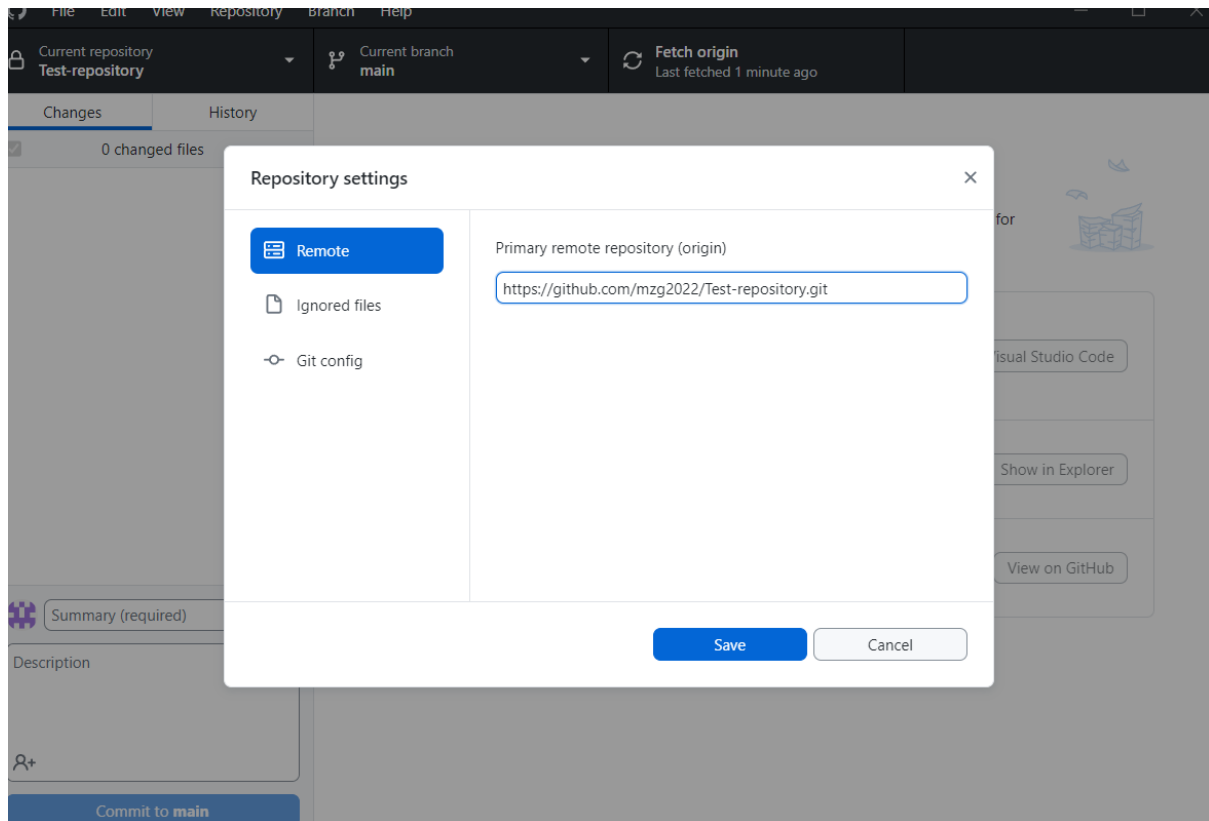 File Edit View Repository Branch Help
Current repository
Test-repository
Current branch
main
Fetch origin
Last fetched 1 minute ago
Changes
History
0 changed files
Repository settings
for
Remote
Ignored files
Git config
Primary remote repository (origin)
https://github.com/mzg2022/Test-repository.git
Visual Studio Code
Show in Explorer
View on GitHub
Save
Cancel
Summary (required)
Description
Commit to main